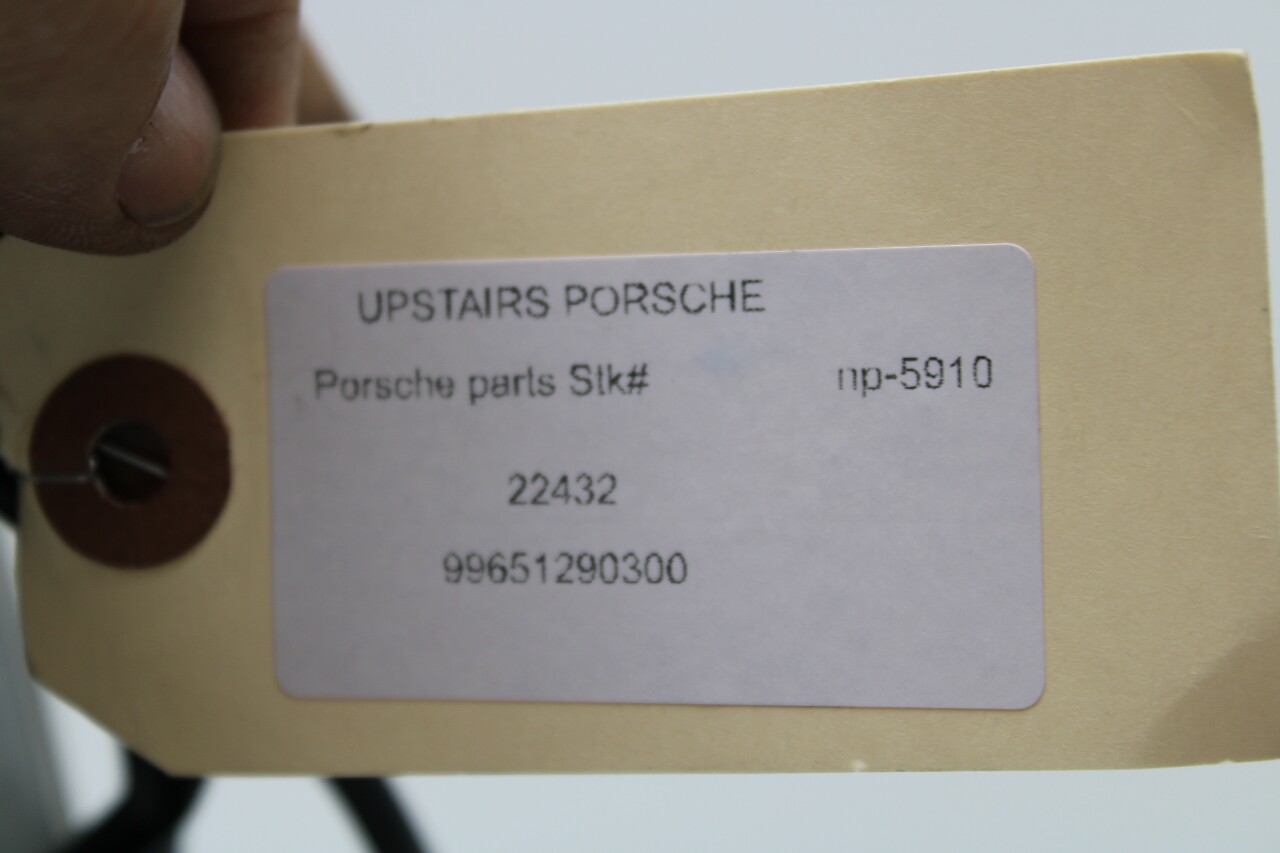 UPSTAIRS PORSCHE
Porsche parts Stk# np-5910
22432
99651290300